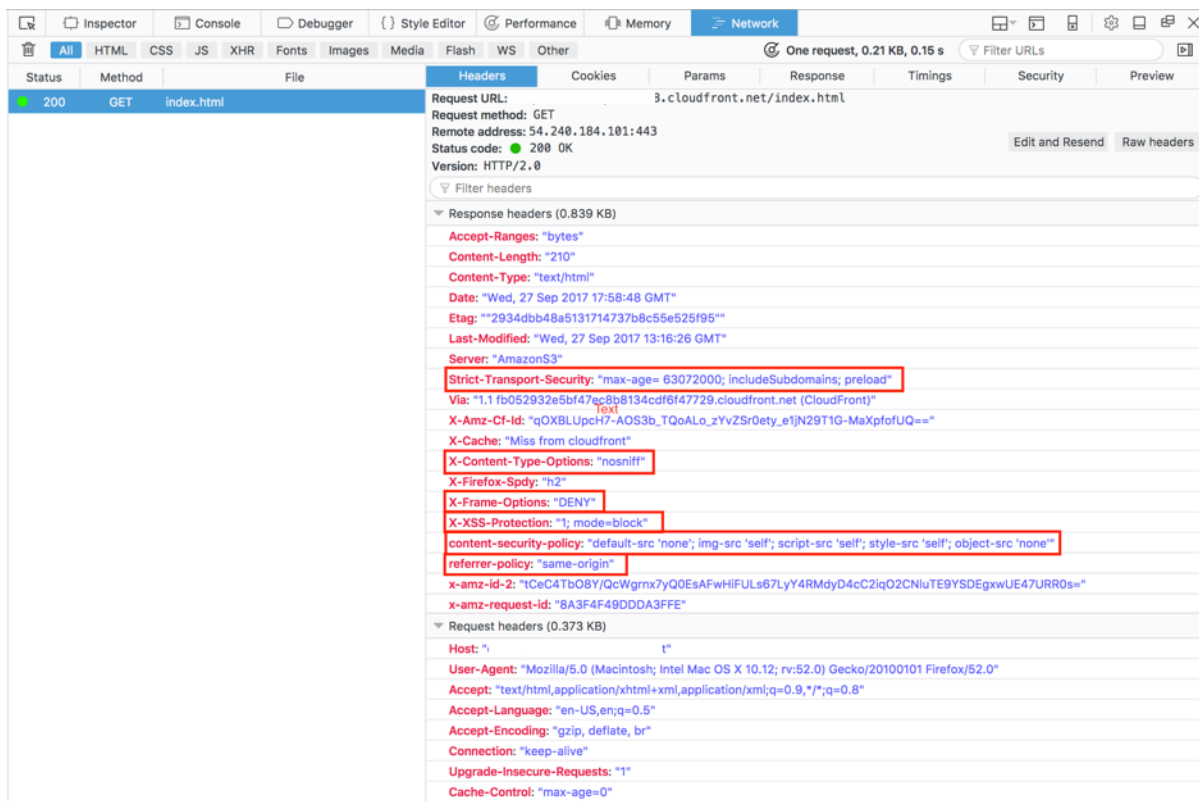 Inspector Console Debugger { } Style Editor Performance Memory Network
All HTML CSS JS XHR Fonts Images Media Flash WS Other One request, 0.21 KB, 0.15 s Filter URLs
Status Method File Headers Cookies Params Response Timings Security Preview
200 GET index.html
Request URL: 3.cloudfront.net/index.html
Request method: GET
Remote address: 54.240.184.101:443
Status code: 200 OK Edit and Resend Raw headers
Version: HTTP/2.0
Filter headers
Response headers (0.839 KB)
Accept-Ranges: "bytes"
Content-Length: "210"
Content-Type: "text/html"
Date: "Wed, 27 Sep 2017 17:58:48 GMT"
Etag: ""2934dbb48a5131714737b8c55e525f95""
Last-Modified: "Wed, 27 Sep 2017 13:16:26 GMT"
Server: "AmazonS3"
Strict-Transport-Security: "max-age= 63072000; includeSubdomains; preload"
Via: "1.1 fb052932e5bf47ec8b8134cdf6f47729.cloudfront.net (CloudFront)"
Text
X-Amz-Cf-Id: "qOXBLUpcH7-AOS3b_TQoALo_zYvZSr0ety_e1jN29T1G-MaXpfofUQ=="
X-Cache: "Miss from cloudfront"
X-Content-Type-Options: "nosniff"
X-Firefox-Spdy: "h2"
X-Frame-Options: "DENY"
X-XSS-Protection: "1; mode=block"
content-security-policy: "default-src 'none'; img-src 'self'; script-src 'self'; style-src 'self'; object-src 'none'"
referrer-policy: "same-origin"
x-amz-id-2: "tCeC4TbO8Y/QcWgrnx7yQ0EsAFwHiFULs67LyY4RMdyD4cC2iqO2CNluTE9YSDEgxwUE47URR0s="
x-amz-request-id: "8A3F4F49DDDA3FFE"
Request headers (0.373 KB)
Host: " t"
User-Agent: "Mozilla/5.0 (Macintosh; Intel Mac OS X 10.12; rv:52.0) Gecko/20100101 Firefox/52.0"
Accept: "text/html,application/xhtml+xml,application/xml;q=0.9,*/*;q=0.8"
Accept-Language: "en-US,en;q=0.5"
Accept-Encoding: "gzip, deflate, br"
Connection: "keep-alive"
Upgrade-Insecure-Requests: "1"
Cache-Control: "max-age=0"